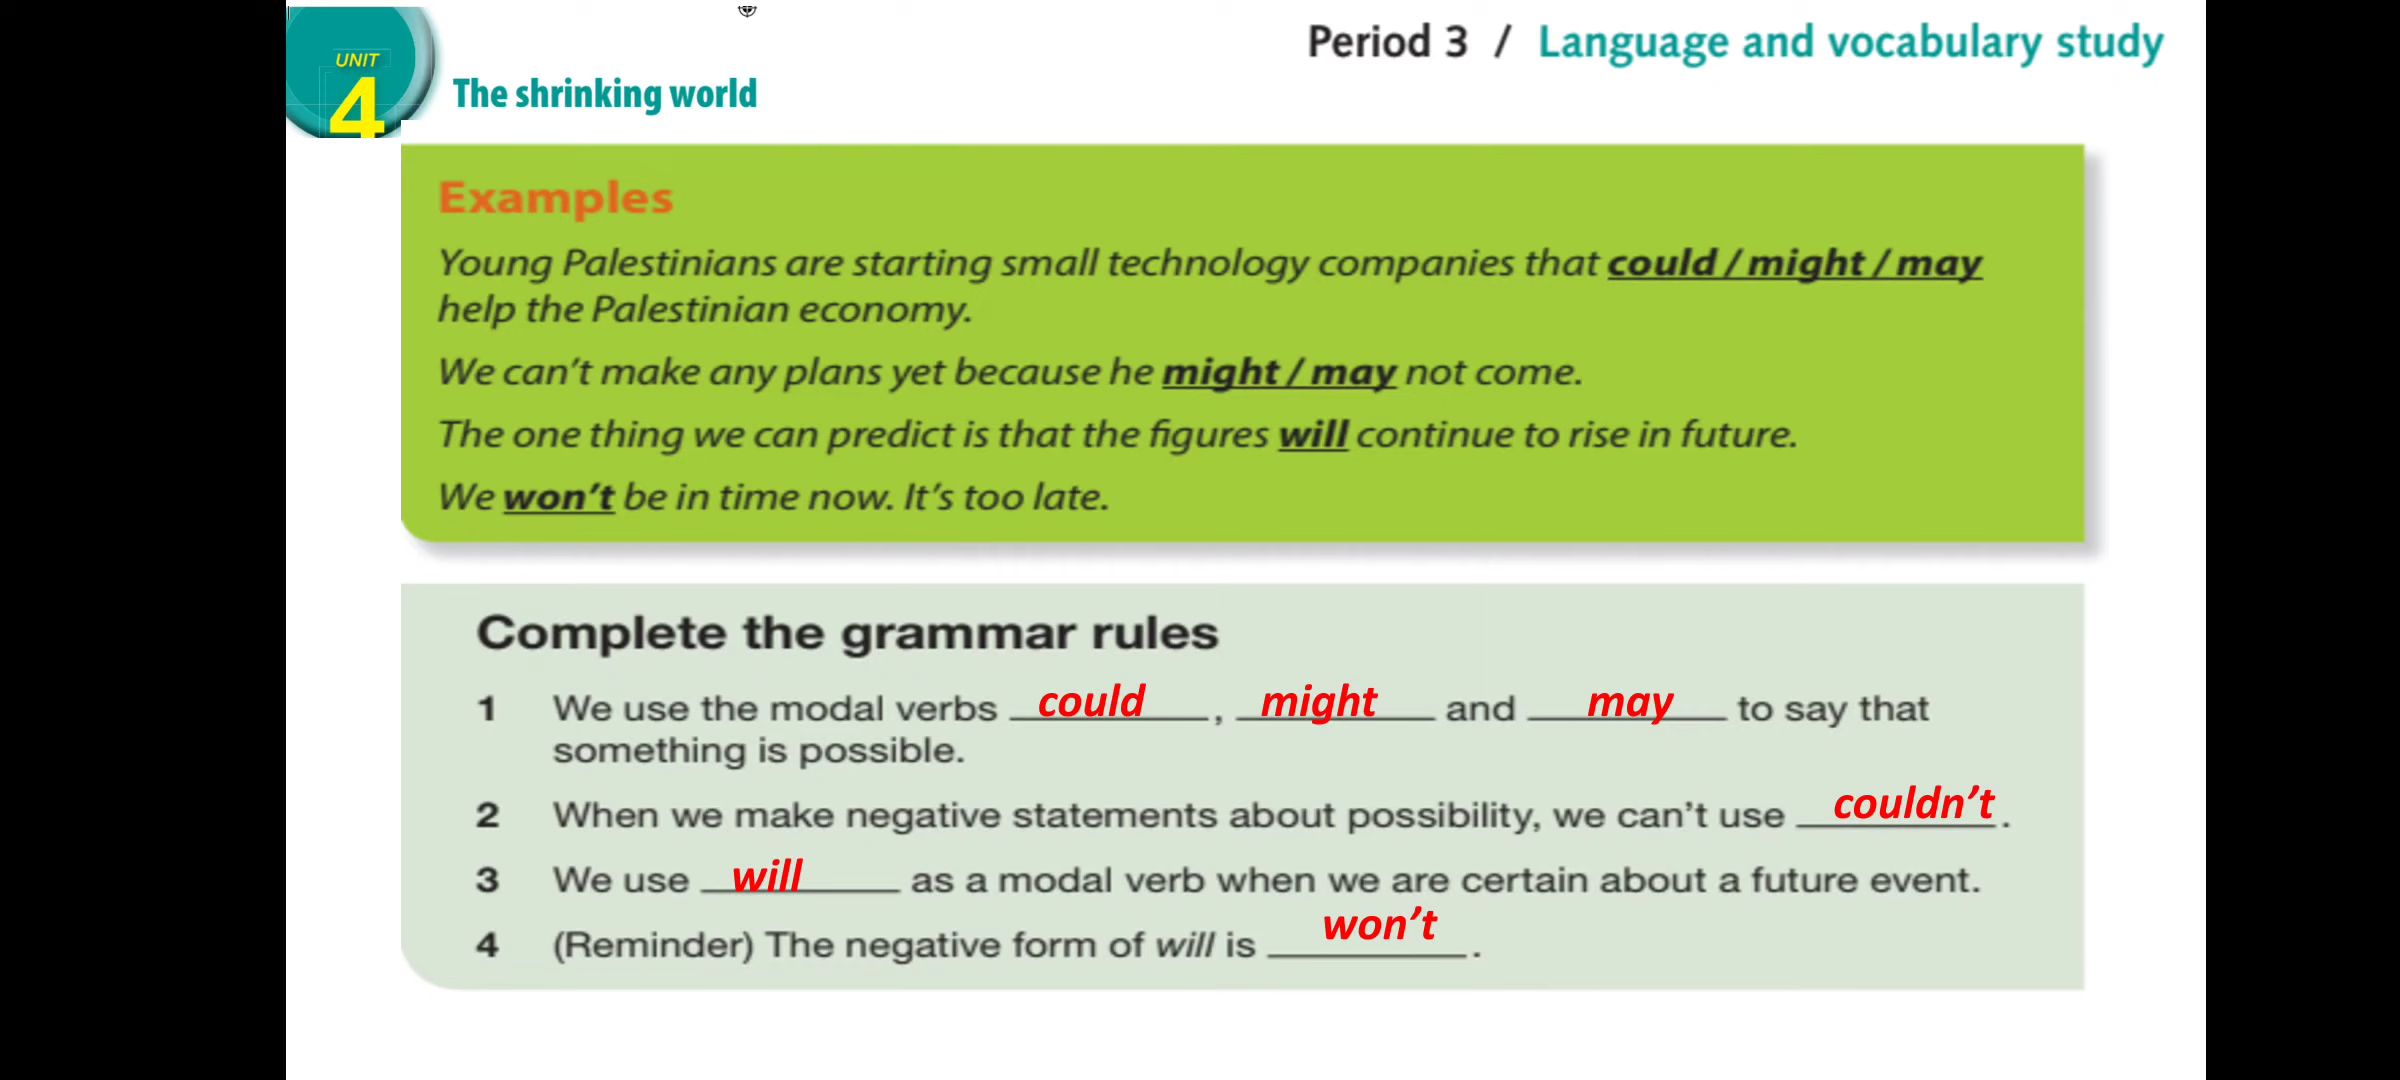 UNIT
4
The shrinking world
Period 3 / Language and vocabulary study
Examples
Young Palestinians are starting small technology companies that could / might / may
help the Palestinian economy.
We can't make any plans yet because he might / may not come.
The one thing we can predict is that the figures will continue to rise in future.
We won't be in time now. It's too late.
Complete the grammar rules
1 We use the modal verbs could, might and may to say that
something is possible.
2 When we make negative statements about possibility, we can't use couldn't.
3 We use will as a modal verb when we are certain about a future event.
4 (Reminder) The negative form of will is won't.